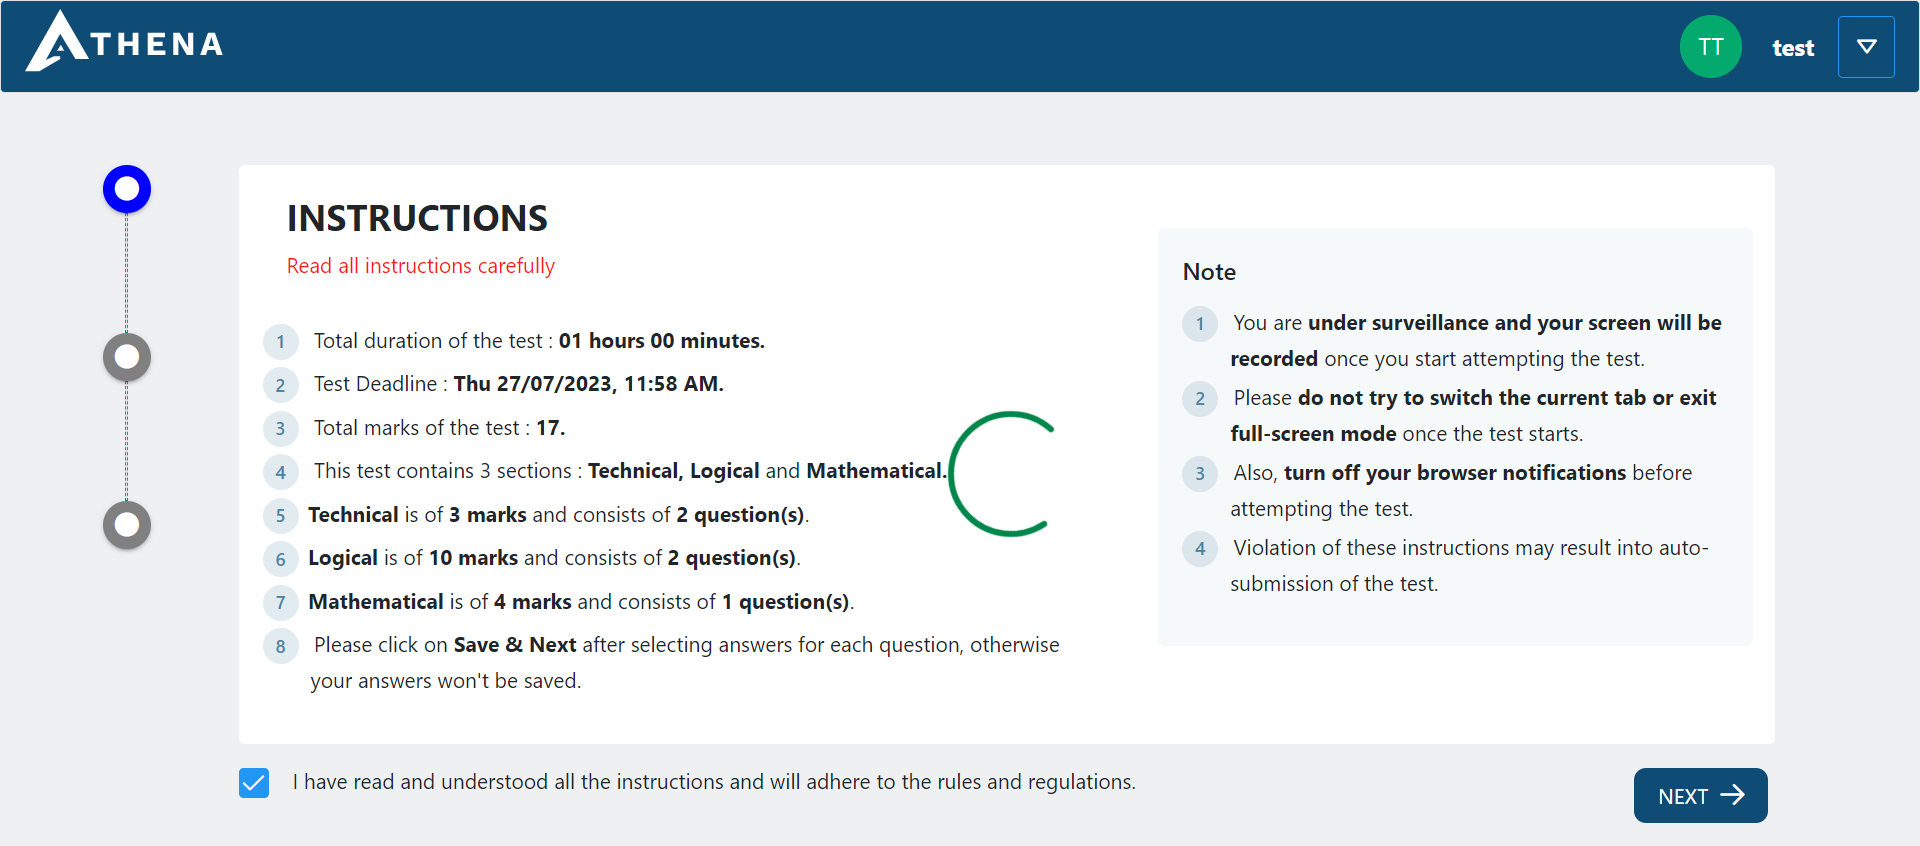 ATHENA
TT
test
INSTRUCTIONS
Read all instructions carefully
1 Total duration of the test : 01 hours 00 minutes.
2 Test Deadline : Thu 27/07/2023, 11:58 AM.
3 Total marks of the test : 17.
4 This test contains 3 sections : Technical, Logical and Mathematical.
5 Technical is of 3 marks and consists of 2 question(s).
6 Logical is of 10 marks and consists of 2 question(s).
7 Mathematical is of 4 marks and consists of 1 question(s).
8 Please click on Save & Next after selecting answers for each question, otherwise
your answers won't be saved.
Note
1 You are under surveillance and your screen will be
recorded once you start attempting the test.
2 Please do not try to switch the current tab or exit
full-screen mode once the test starts.
3 Also, turn off your browser notifications before
attempting the test.
4 Violation of these instructions may result into auto-
submission of the test.
I have read and understood all the instructions and will adhere to the rules and regulations.
NEXT